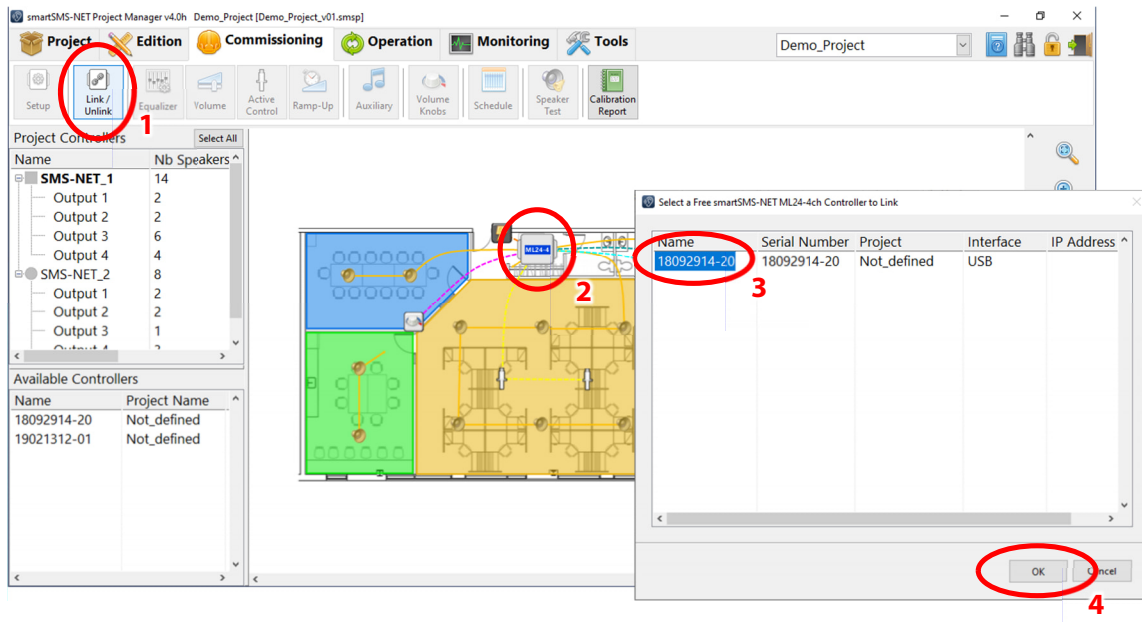 smartSMS-NET Project Manager v4.0h Demo_Project [Demo_Project_v01.smsp]
Project Edition Commissioning Operation Monitoring Tools Demo_Project
Setup Link / Unlink Equalizer Volume Active Control Ramp-Up Auxiliary Volume Knobs Schedule Speaker Test Calibration Report
1
Project Controllers Select All
Name Nb Speakers
SMS-NET_1 14
Output 1 2
Output 2 2
Output 3 6
Output 4 4
SMS-NET_2 8
Output 1 2
Output 2 2
Output 3 1
Output 4
Available Controllers
Name Project Name
18092914-20 Not_defined
19021312-01 Not_defined
ML24-4
2
Select a Free smartSMS-NET ML24-4ch Controller to Link
Name Serial Number Project Interface IP Address
18092914-20 18092914-20 Not_defined USB
3
OK Cancel
4